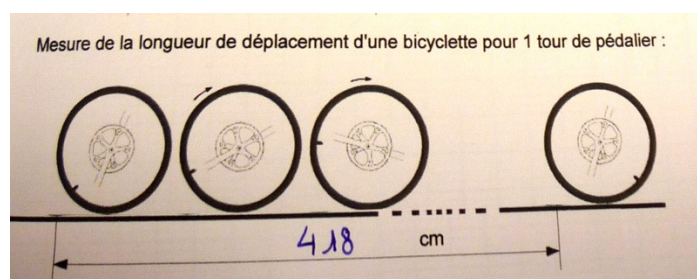 Mesure de la longueur de déplacement d'une bicyclette pour 1 tour de pédalier :
418 cm